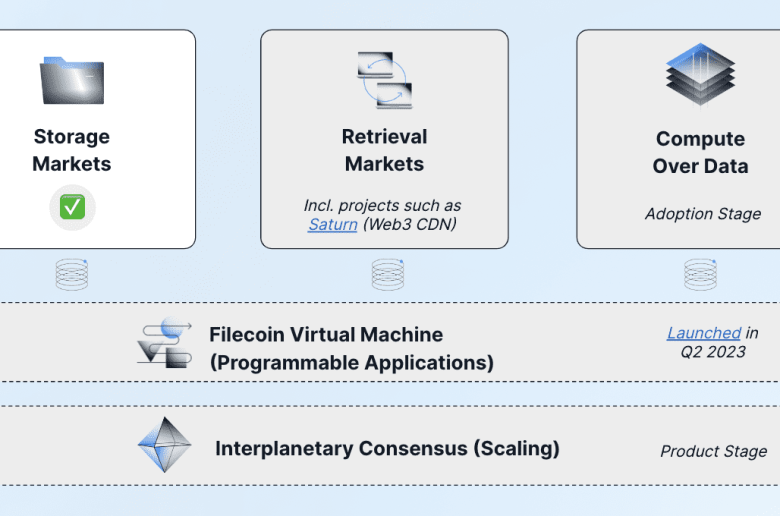 Storage
Markets
Retrieval
Markets
Incl. projects such as
Saturn (Web3 CDN)
Compute
Over Data
Adoption Stage
Filecoin Virtual Machine
(Programmable Applications)
Launched in
Q2 2023
Interplanetary Consensus (Scaling)
Product Stage